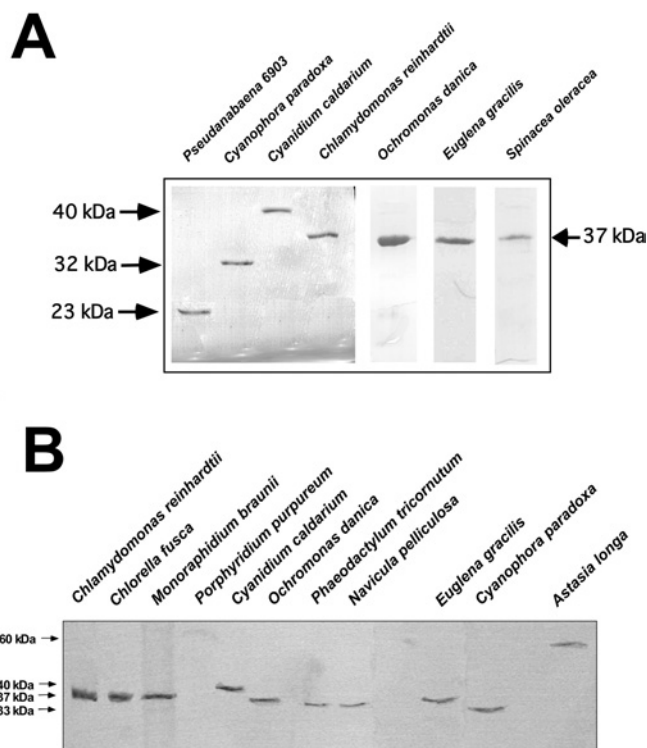 A
Pseudanabaena 6903
Cyanophora paradoxa
Cyanidium caldarium
Chlamydomonas reinhardtii
Ochromonas danica
Euglena gracilis
Spinacea oleracea
40 kDa
32 kDa
23 kDa
37 kDa
B
Chlamydomonas reinhardtii
Chlorella fusca
Monoraphidium braunii
Porphyridium purpureum
Cyanidium caldarium
Ochromonas danica
Phaeodactylum tricornutum
Navicula pelliculosa
Euglena gracilis
Cyanophora paradoxa
Astasia longa
60 kDa
40 kDa
37 kDa
33 kDa